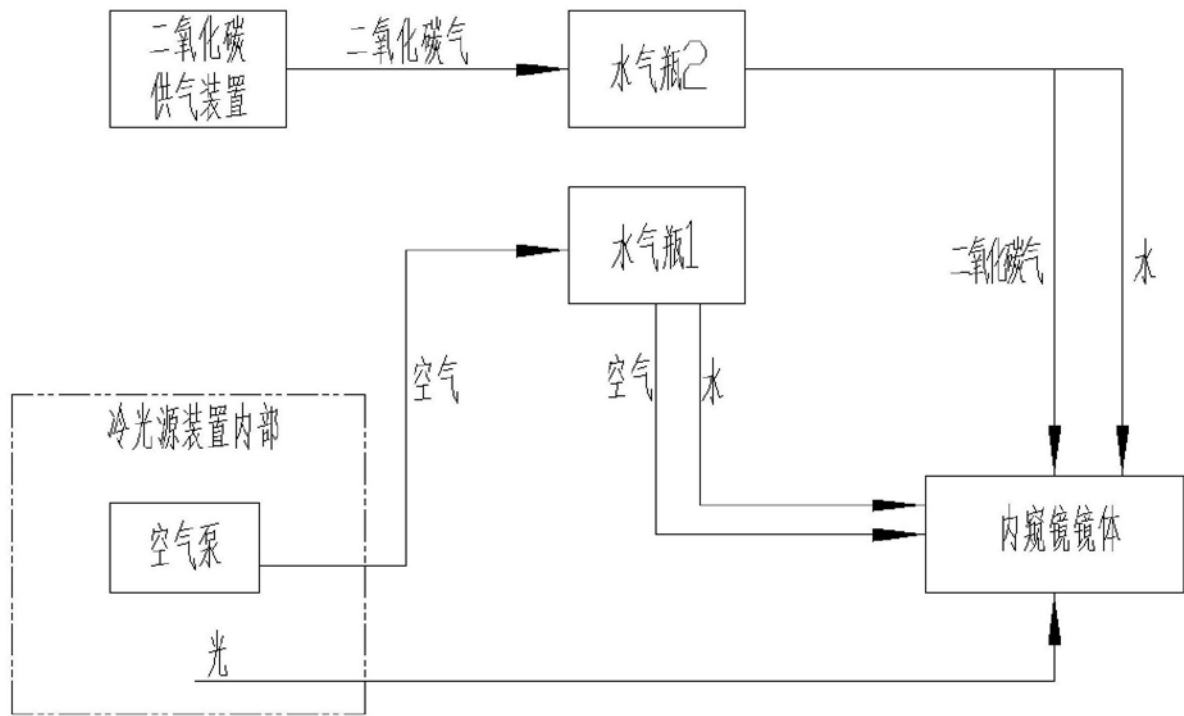 二氧化碳
供气装置
二氧化碳气
水气瓶2
水气瓶1
二氧化碳气
水
空气
空气
水
冷光源装置内部
空气泵
内窥镜镜体
光